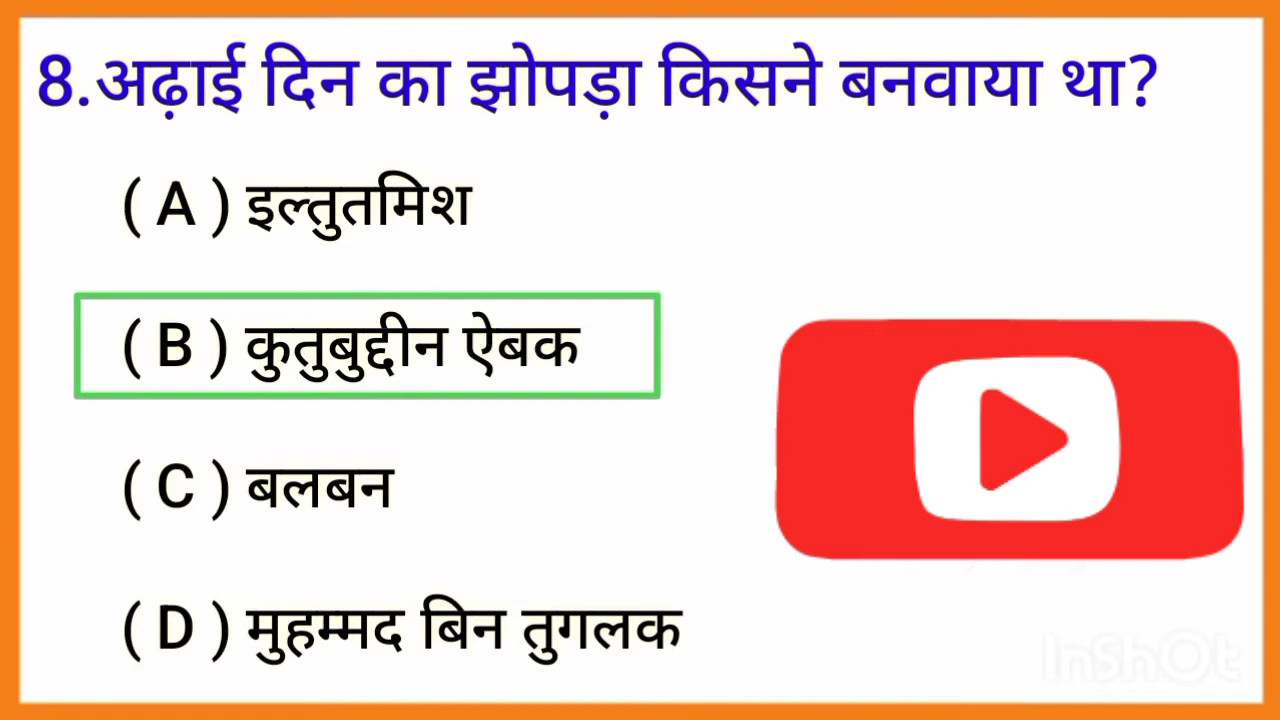 8.अढ़ाई दिन का झोपड़ा किसने बनवाया था?
( A ) इल्तुतमिश
( B ) कुतुबुद्दीन ऐबक
( C ) बलबन
( D ) मुहम्मद बिन तुगलक
InShOt